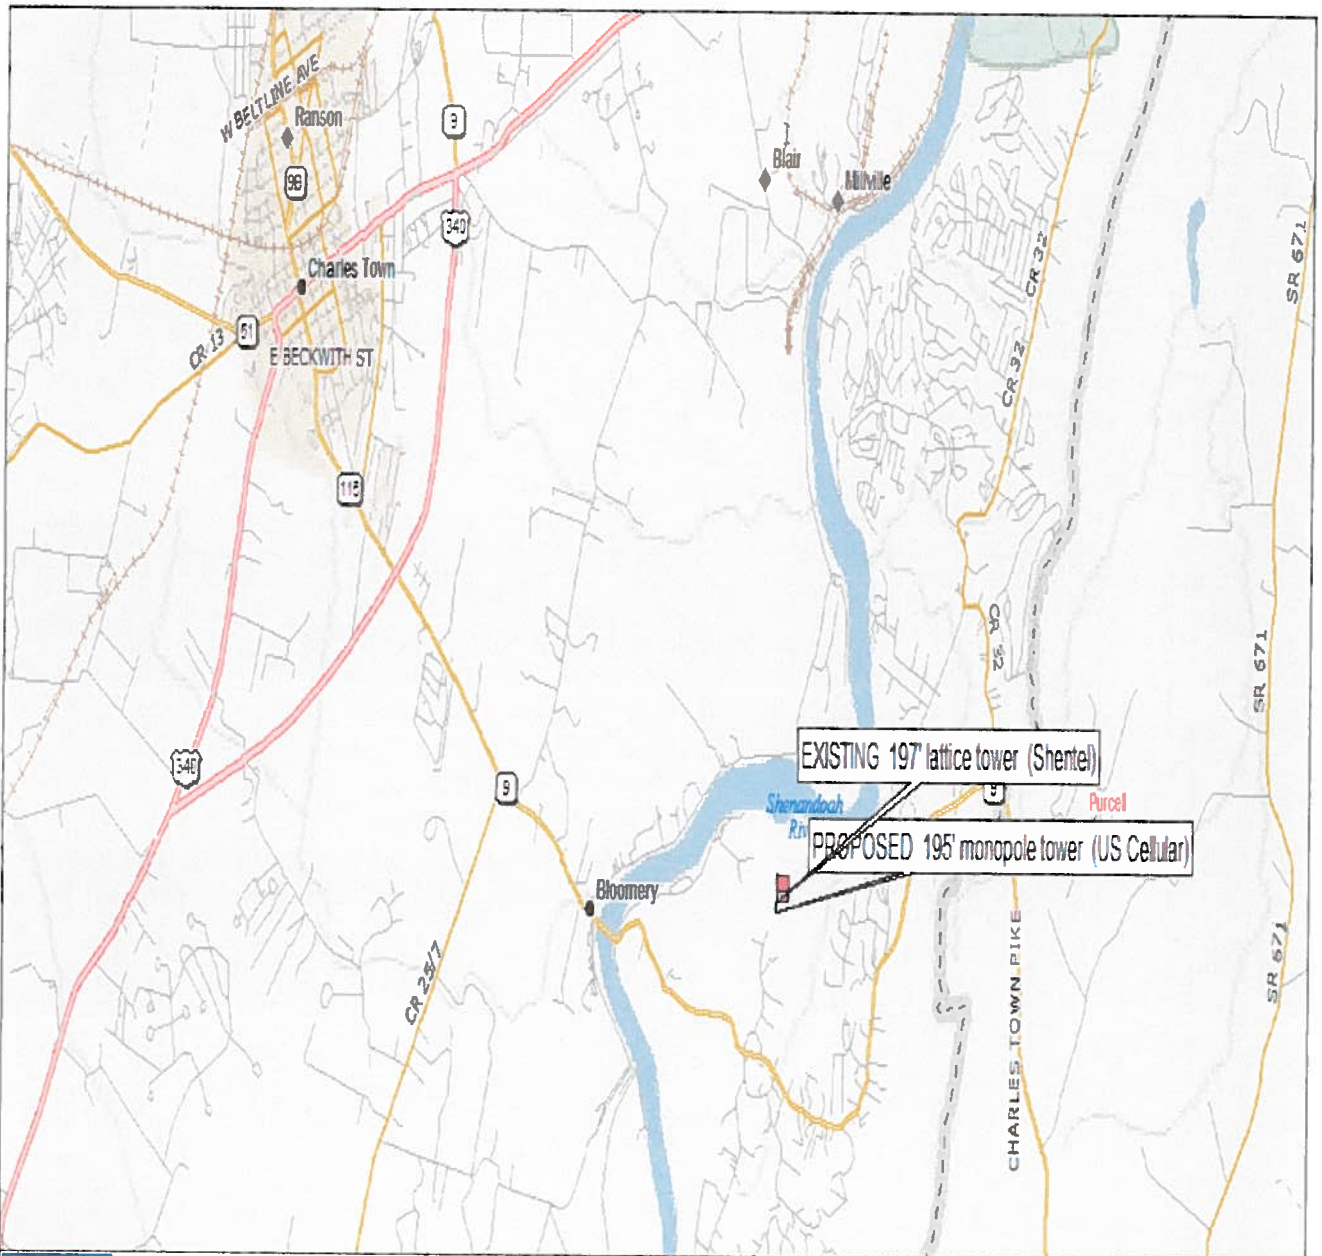 W BELTLINE AVE
Ranson
9
9B
Blair
Millville
340
Charles Town
CR 32
SR 671
51
CR 13
E BECKWITH ST
CR 32
115
CR 32
SR 671
EXISTING 197' lattice tower (Shentel)
340
9
9
Purcell
Shenandoah
Riv
PROPOSED 195' monopole tower (US Cellular)
Bloomery
CR 25/7
SR 671
CHARLES TOWN PIKE